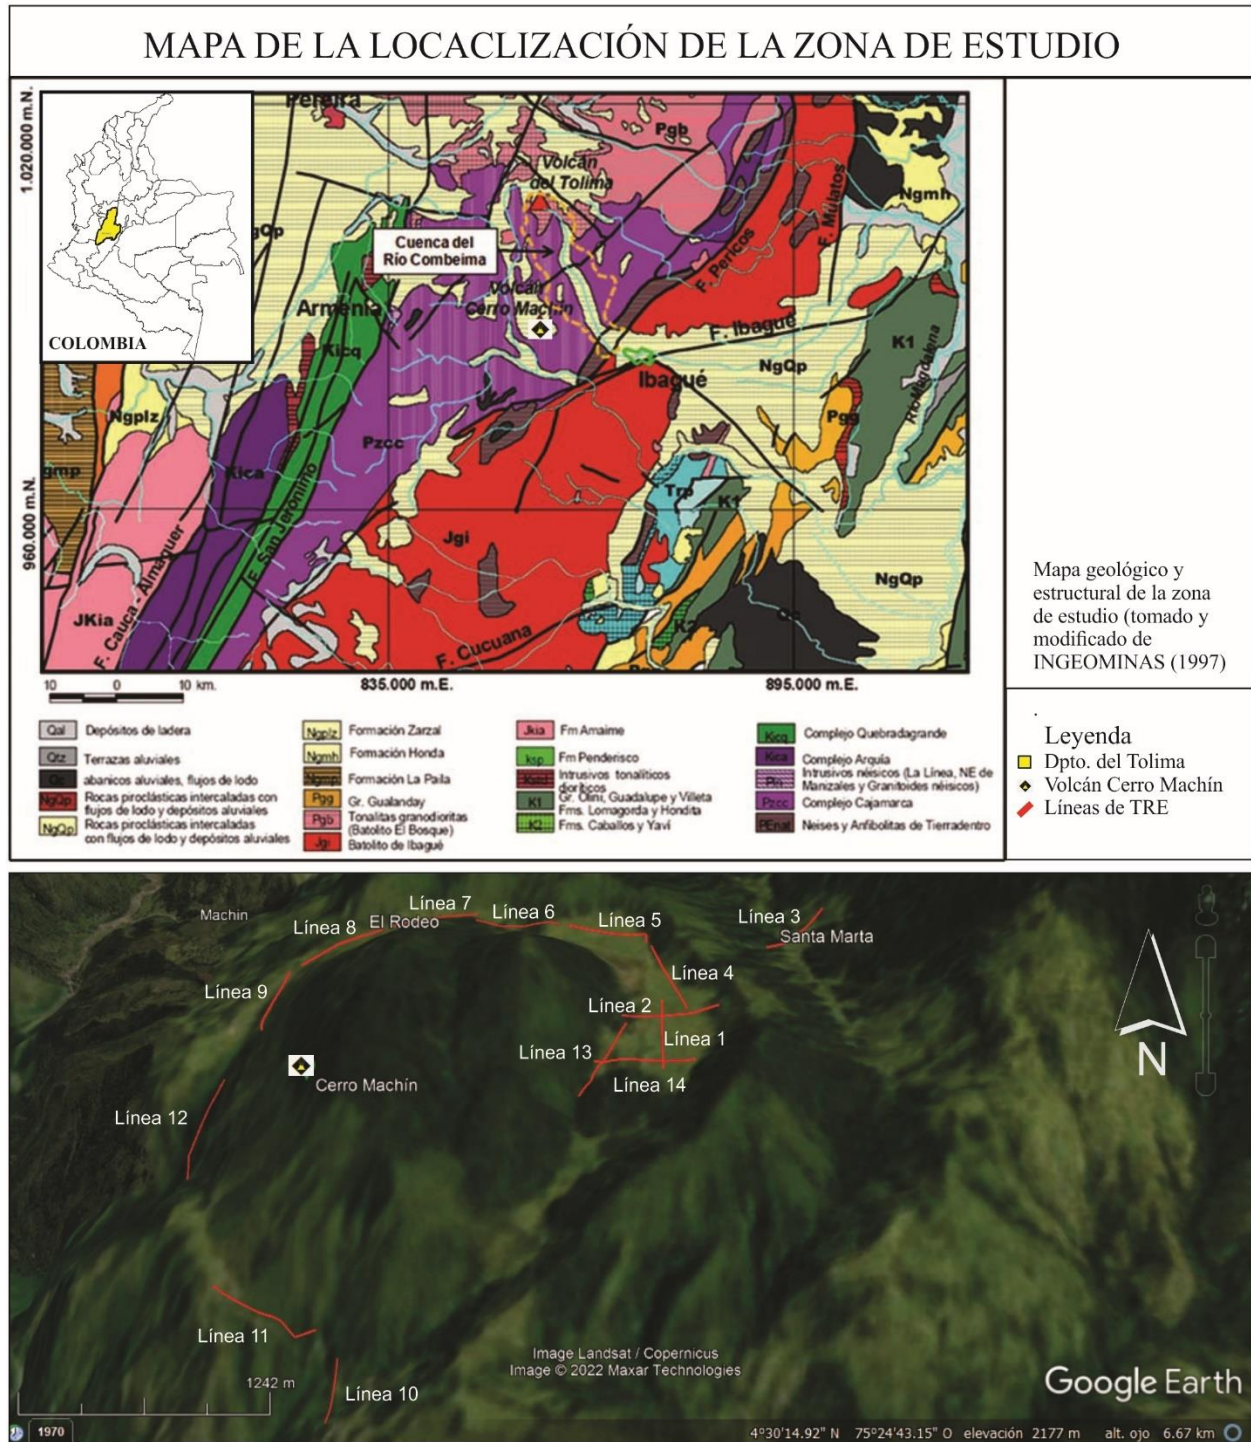 MAPA DE LA LOCACLIZACIÓN DE LA ZONA DE ESTUDIO
1.020.000 m.N.
960.000 m.N.
COLOMBIA
Pereira
Pgb
Volcán
del Tolima
Ngmh
F. Mulatos
F. Pericos
Cuenca del
Río Combeima
Volcán
Cerro Machín
Armenia
Kicq
F. Ibagué
Ibagué
NgQp
K1
Río Magdalena
Ngplz
Pgg
Pzcc
Kica
Trp
K1
F. San Jerónimo
Jgi
F. Cauca - Almaguer
JKia
NgQp
F. Cucuana
K2
10 0 10 km.
835.000 m.E.
895.000 m.E.
Mapa geológico y
estructural de la zona
de estudio (tomado y
modificado de
INGEOMINAS (1997)
.
Leyenda
Dpto. del Tolima
Volcán Cerro Machín
Líneas de TRE
Qal Depósitos de ladera
Qtz Terrazas aluviales
Qc abanicos aluviales, flujos de lodo
NgQp Rocas piroclásticas intercaladas con
flujos de lodo y depósitos aluviales
NgQp Rocas piroclásticas intercaladas
con flujos de lodo y depósitos aluviales
Ngplz Formación Zarzal
Ngmh Formación Honda
Ngmp Formación La Paila
Pgg Gr. Gualanday
Pgb Tonalitas granodioritas
(Batolito El Bosque)
Jgi Batolito de Ibagué
Jkia Fm Amaime
ksp Fm Penderisco
Intrusivos tonalíticos
dioríticos
K1 Gr. Olini, Guadalupe y Villeta
Fms. Lomagorda y Hondita
K2 Fms. Caballos y Yaví
Kicq Complejo Quebradagrande
Kica Complejo Arquía
Intrusivos néisicos (La Línea, NE de
Manizales y Granitoides néisicos)
Pzcc Complejo Cajamarca
PEnat Neises y Anfibolitas de Tierradentro
Machin
Línea 7
El Rodeo
Línea 6
Línea 5
Línea 3
Santa Marta
Línea 8
Línea 4
Línea 9
Línea 2
Línea 1
Línea 13
Línea 14
Cerro Machín
Línea 12
N
Línea 11
Línea 10
1242 m
Image Landsat / Copernicus
Image © 2022 Maxar Technologies
Google Earth
1970
4°30'14.92" N 75°24'43.15" O elevación 2177 m alt. ojo 6.67 km